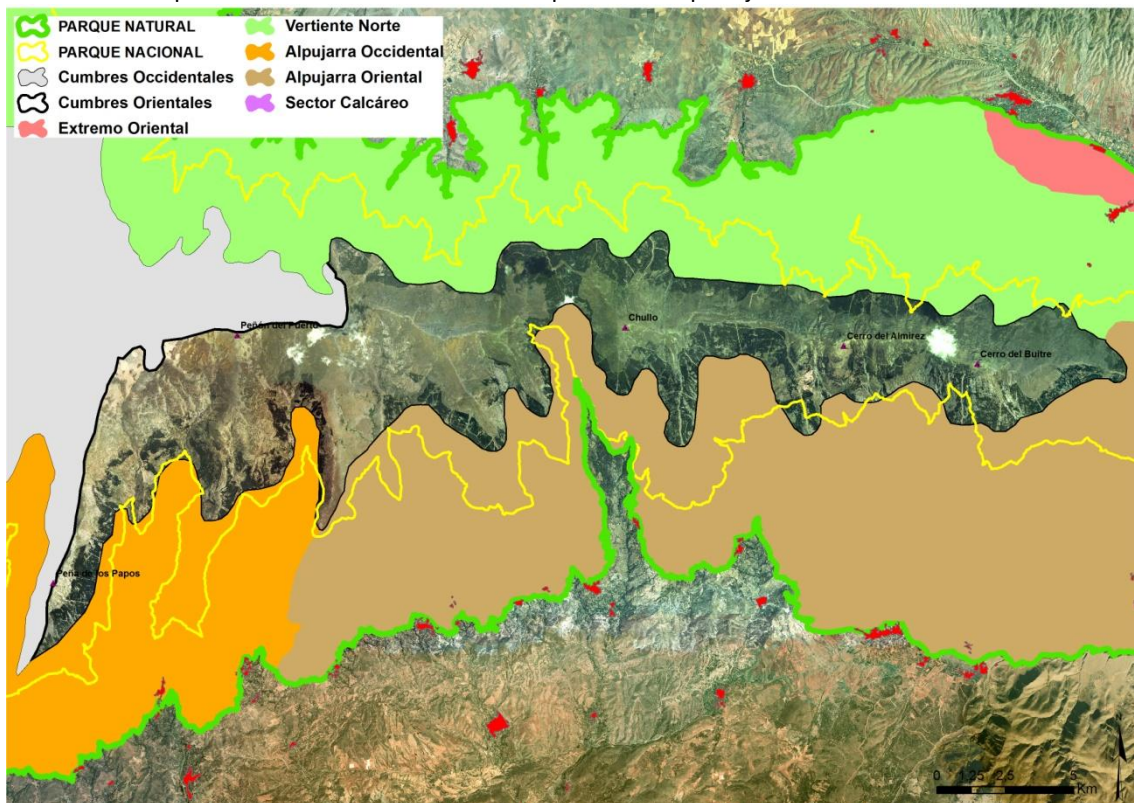 PARQUE NATURAL
PARQUE NACIONAL
Cumbres Occidentales
Cumbres Orientales
Extremo Oriental
Vertiente Norte
Alpujarra Occidental
Alpujarra Oriental
Sector Calcáreo
Peñón del Puerto
Chullo
Cerro del Almirez
Cerro del Buitre
Peña de los Papos
0 1,25 2,5 5
Km